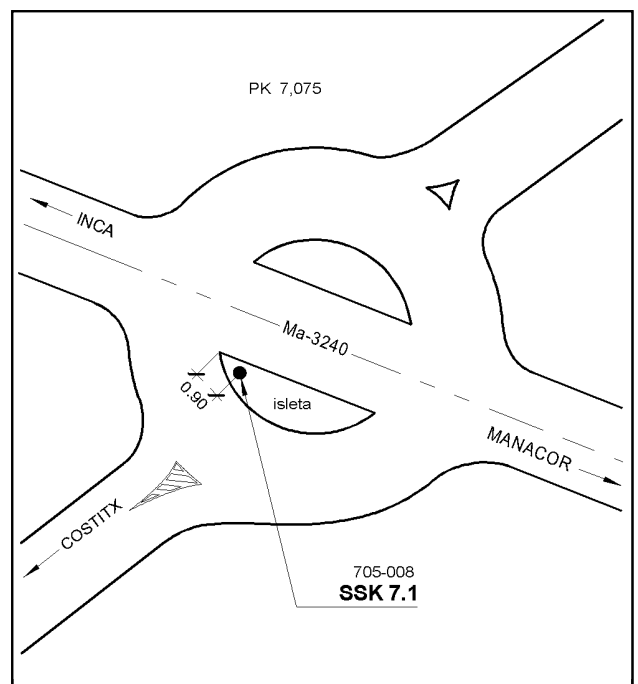 PK 7,075
INCA
Ma-3240
0.90
isleta
MANACOR
COSTITX
705-008
SSK 7.1